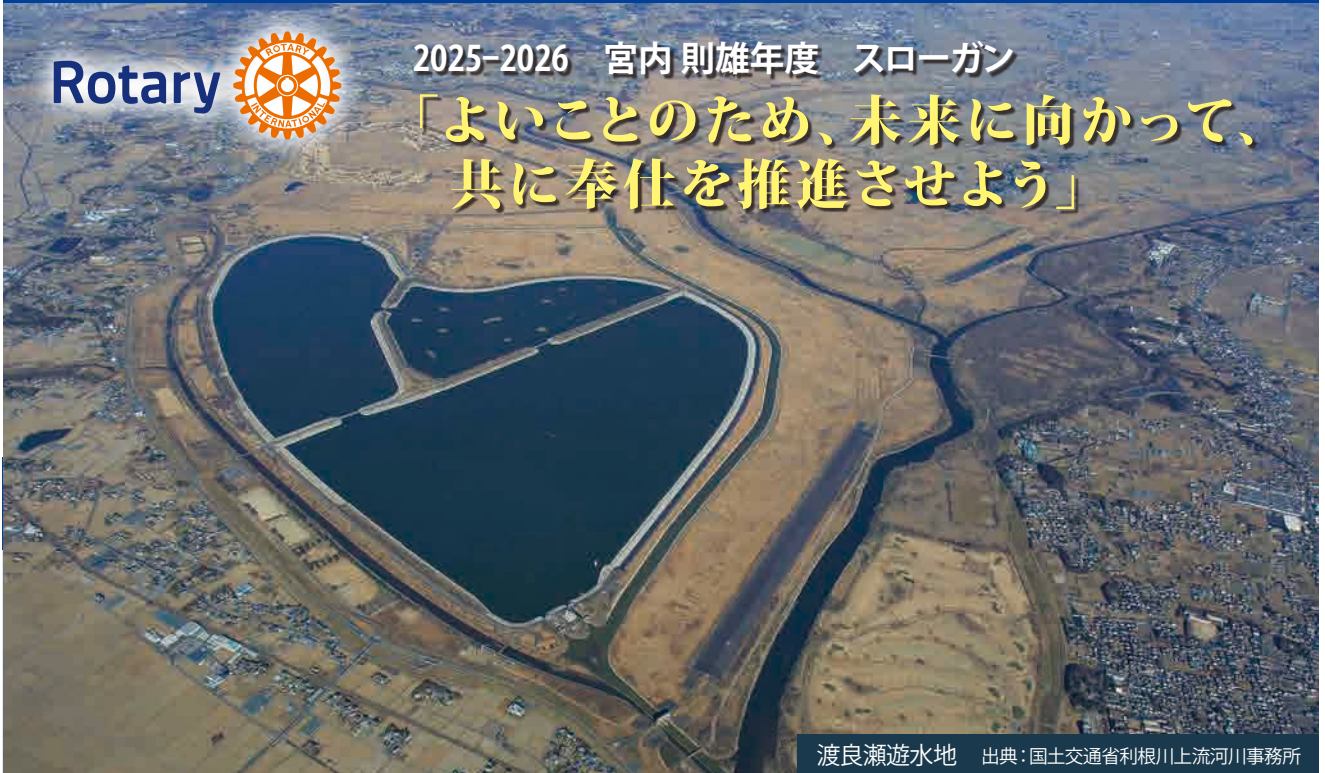 Rotary
ROTARY
INTERNATIONAL
2025−2026　宮内 則雄年度　スローガン
「よいことのため、未来に向かって、
共に奉仕を推進させよう」
渡良瀬遊水地　出典：国土交通省利根川上流河川事務所